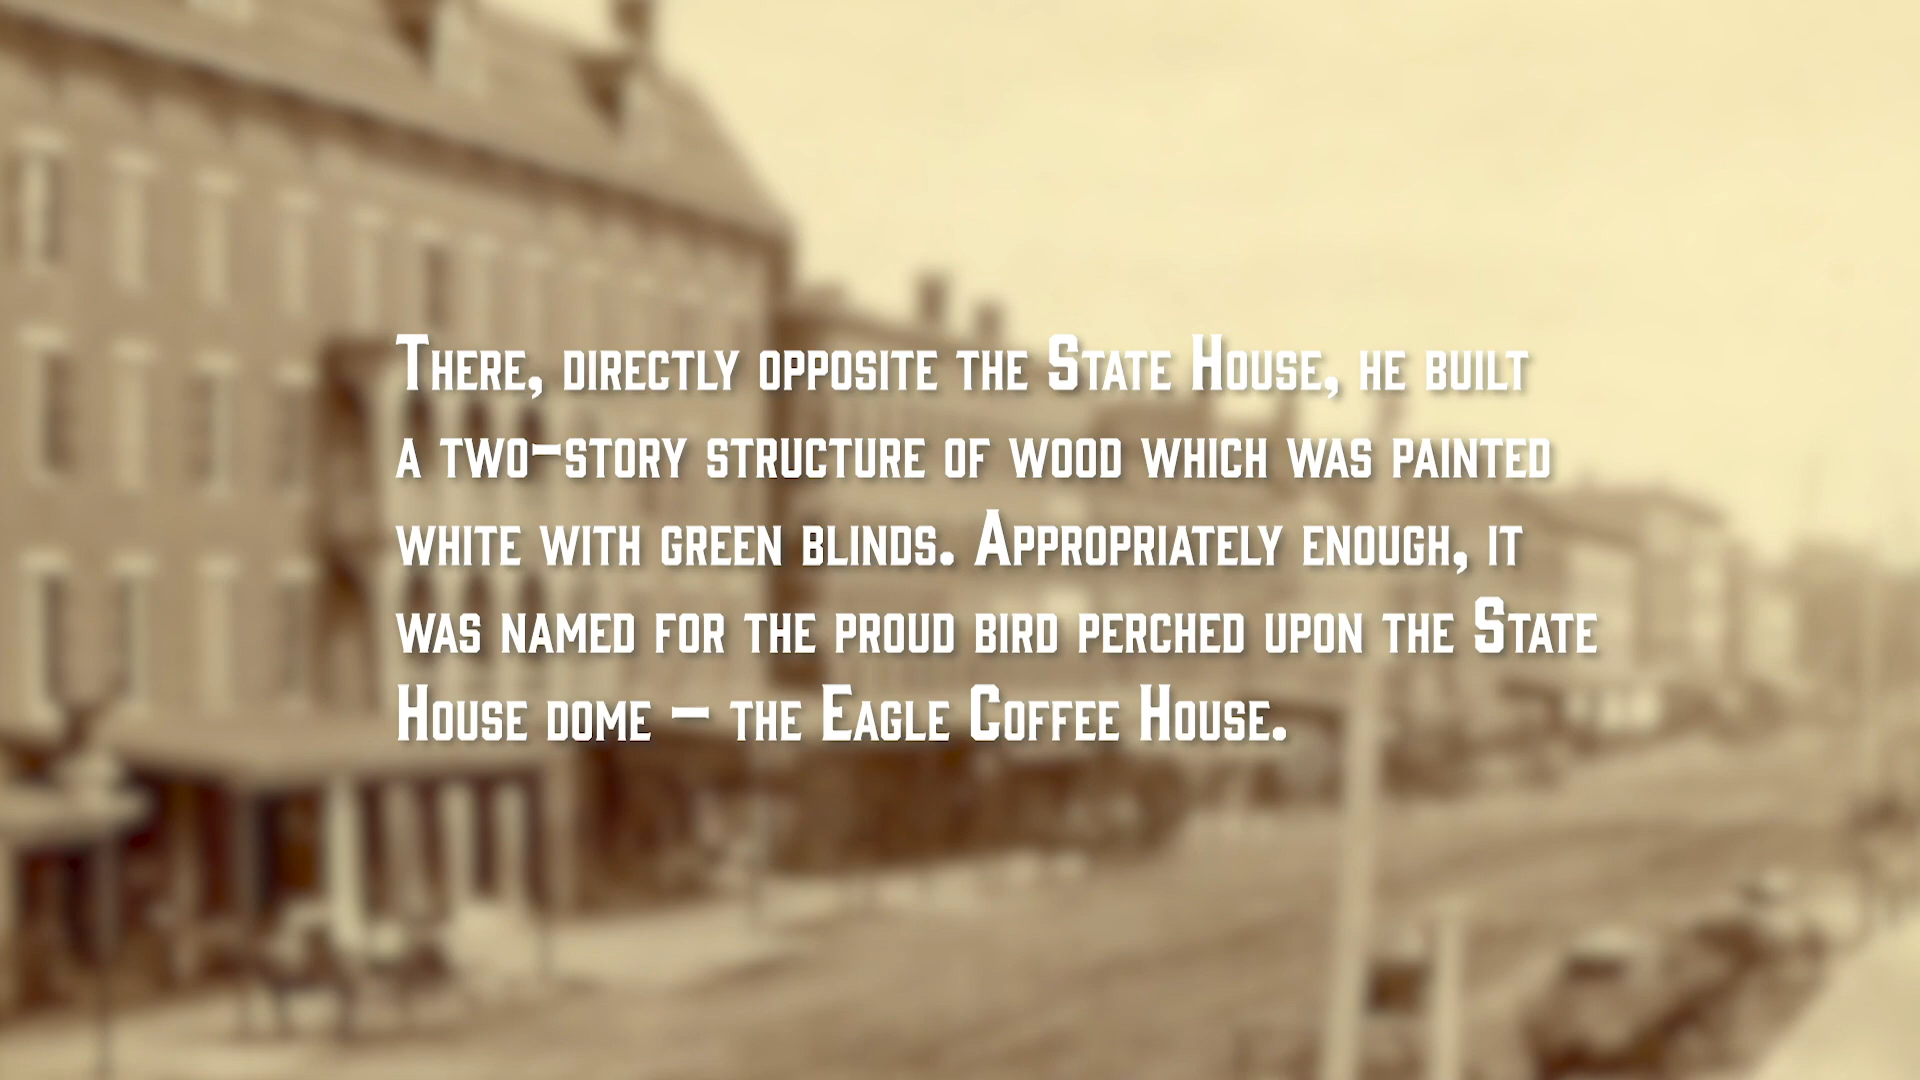 There, directly opposite the State House, he built
a two-story structure of wood which was painted
white with green blinds. Appropriately enough, it
was named for the proud bird perched upon the State
House dome – the Eagle Coffee House.